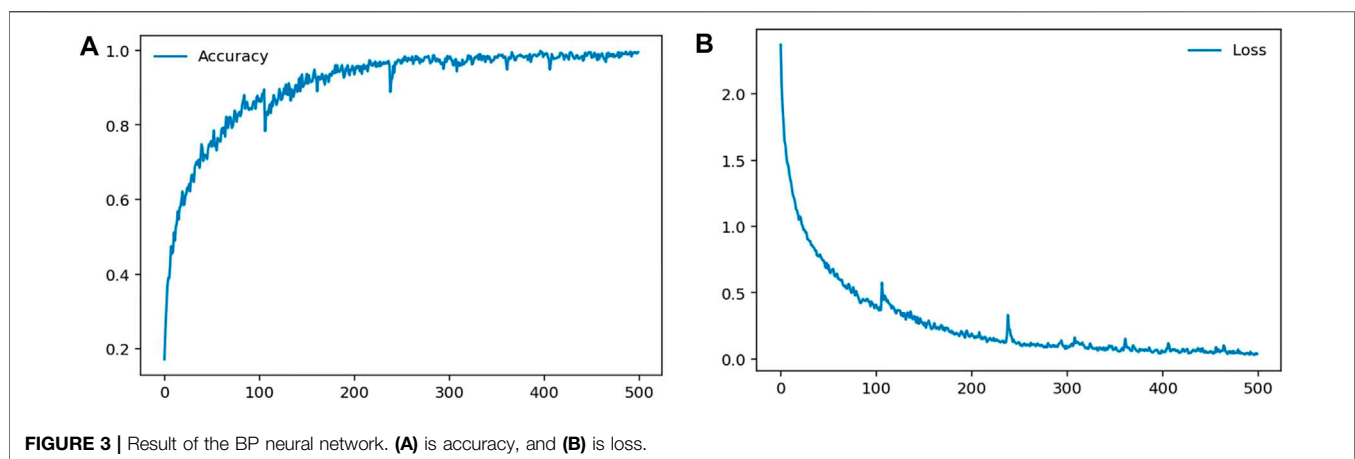 A
Accuracy
1.0
0.8
0.6
0.4
0.2
0 100 200 300 400 500
B
Loss
2.0
1.5
1.0
0.5
0.0
0 100 200 300 400 500
FIGURE 3 | Result of the BP neural network. (A) is accuracy, and (B) is loss.